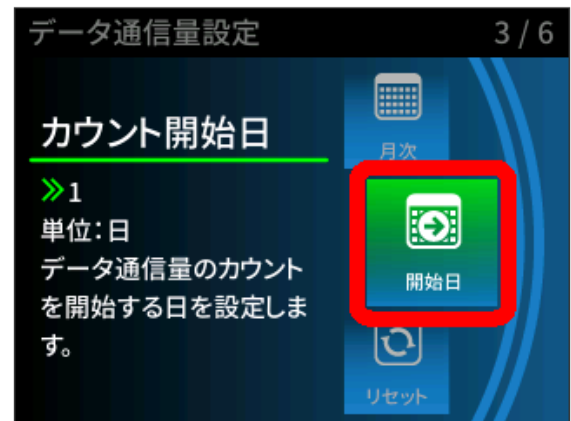 データ通信量設定 3 / 6
カウント開始日
月次
1
単位：日
データ通信量のカウント
を開始する日を設定しま
す。
開始日
リセット